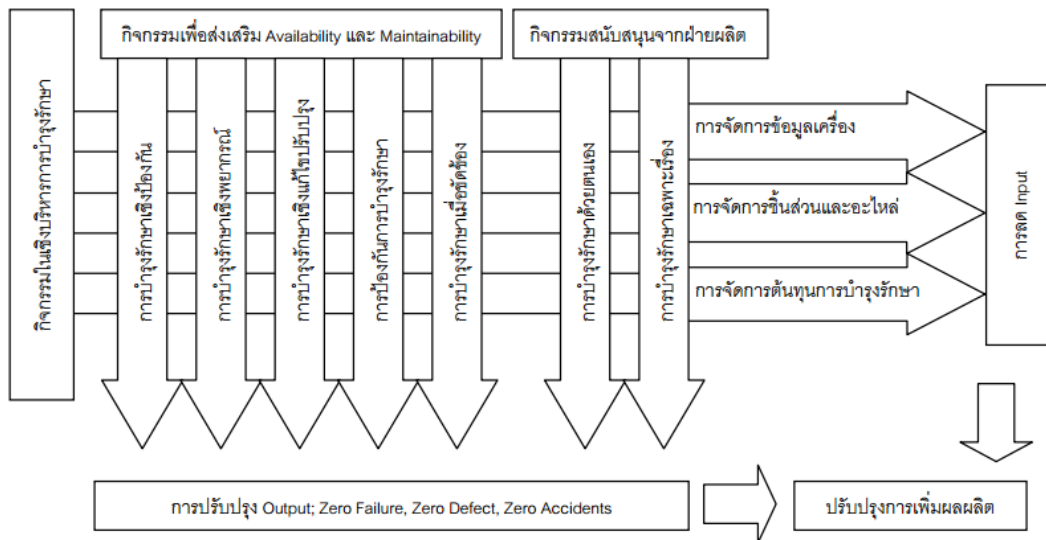 กิจกรรมเพื่อส่งเสริม Availability และ Maintainability
กิจกรรมสนับสนุนจากฝ่ายผลิต
กิจกรรมในเชิงบริหารการบำรุงรักษา
การบำรุงรักษาเชิงป้องกัน
การบำรุงรักษาเชิงพยากรณ์
การบำรุงรักษาเชิงแก้ไขปรับปรุง
การป้องกันการบำรุงรักษา
การบำรุงรักษาเมื่อขัดข้อง
การบำรุงรักษาด้วยตนเอง
การบำรุงรักษาเฉพาะเรื่อง
การจัดการข้อมูลเครื่อง
การจัดการชิ้นส่วนและอะไหล่
การจัดการต้นทุนการบำรุงรักษา
การลด Input
การปรับปรุง Output; Zero Failure, Zero Defect, Zero Accidents
ปรับปรุงการเพิ่มผลผลิต